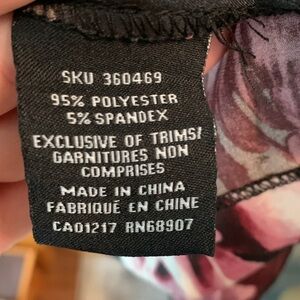 SKU 360469
95% POLYESTER
5% SPANDEX
EXCLUSIVE OF TRIMS/
GARNITURES NON
COMPRISES
MADE IN CHINA
FABRIQUÉ EN CHINE
CA01217 RN68907